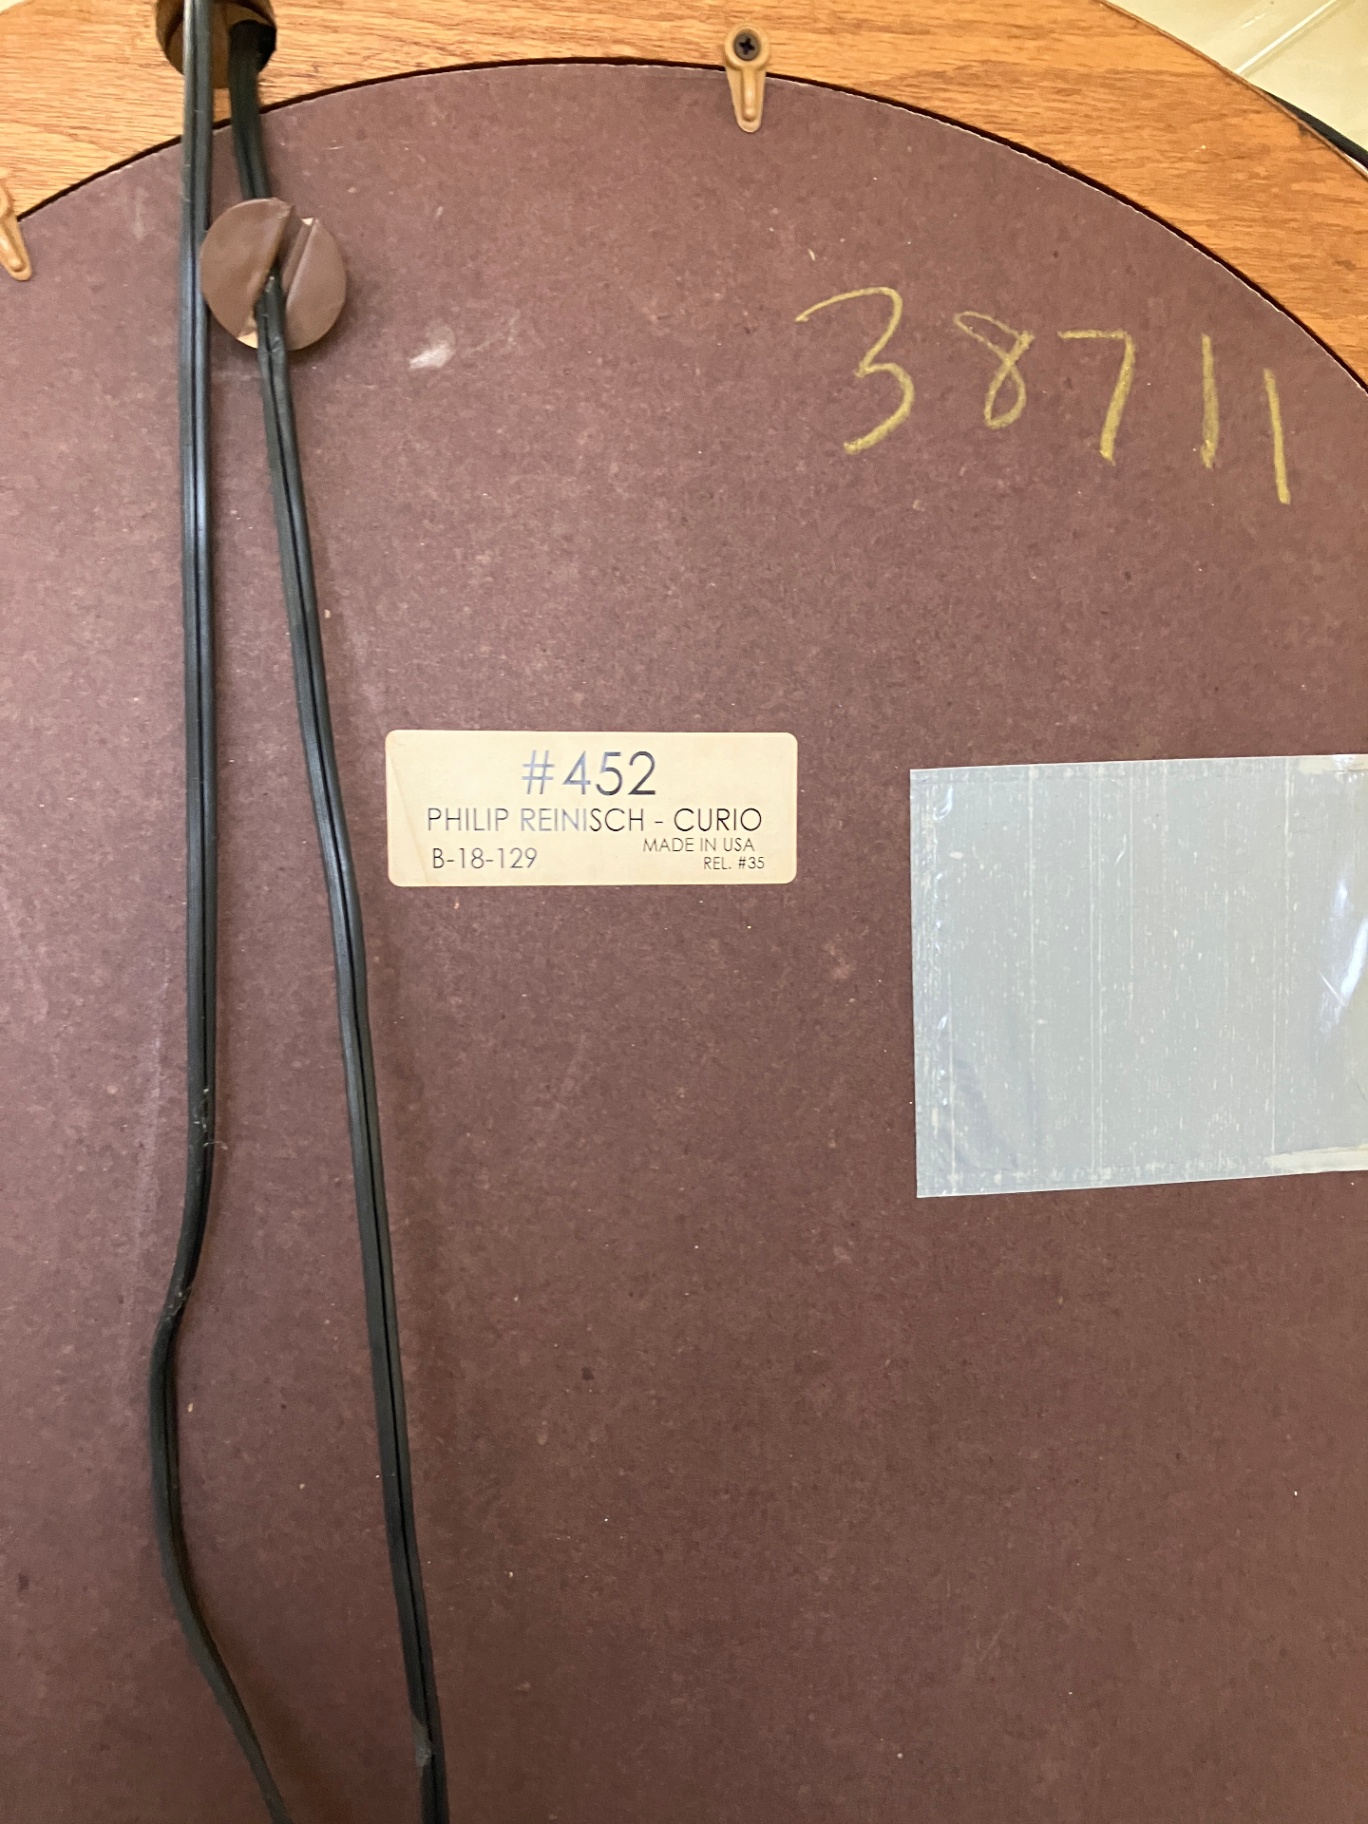 38711
#452
PHILIP REINISCH - CURIO
MADE IN USA
B-18-129
REL. #35